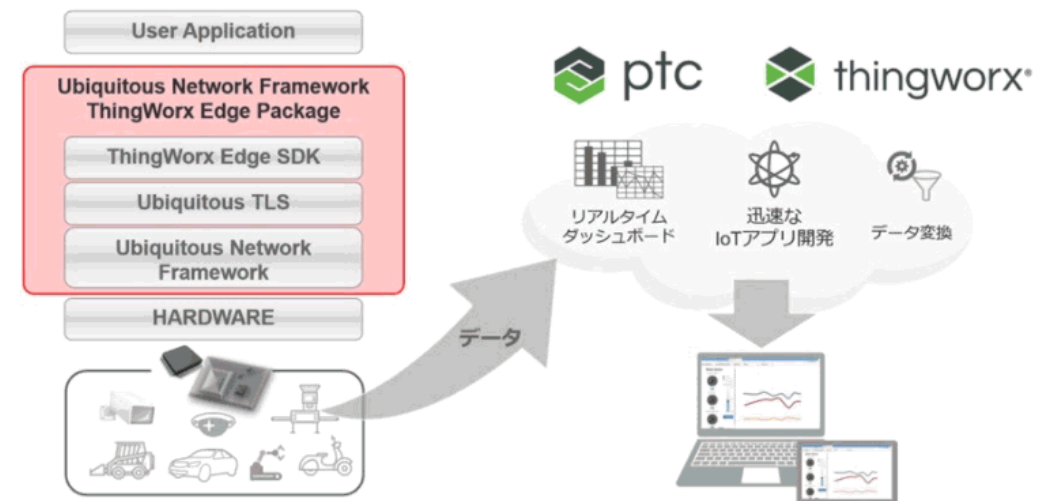 User Application
Ubiquitous Network Framework
ThingWorx Edge Package
ThingWorx Edge SDK
Ubiquitous TLS
Ubiquitous Network
Framework
HARDWARE
データ
ptc
thingworx®
リアルタイム
ダッシュボード
迅速な
IoTアプリ開発
データ変換